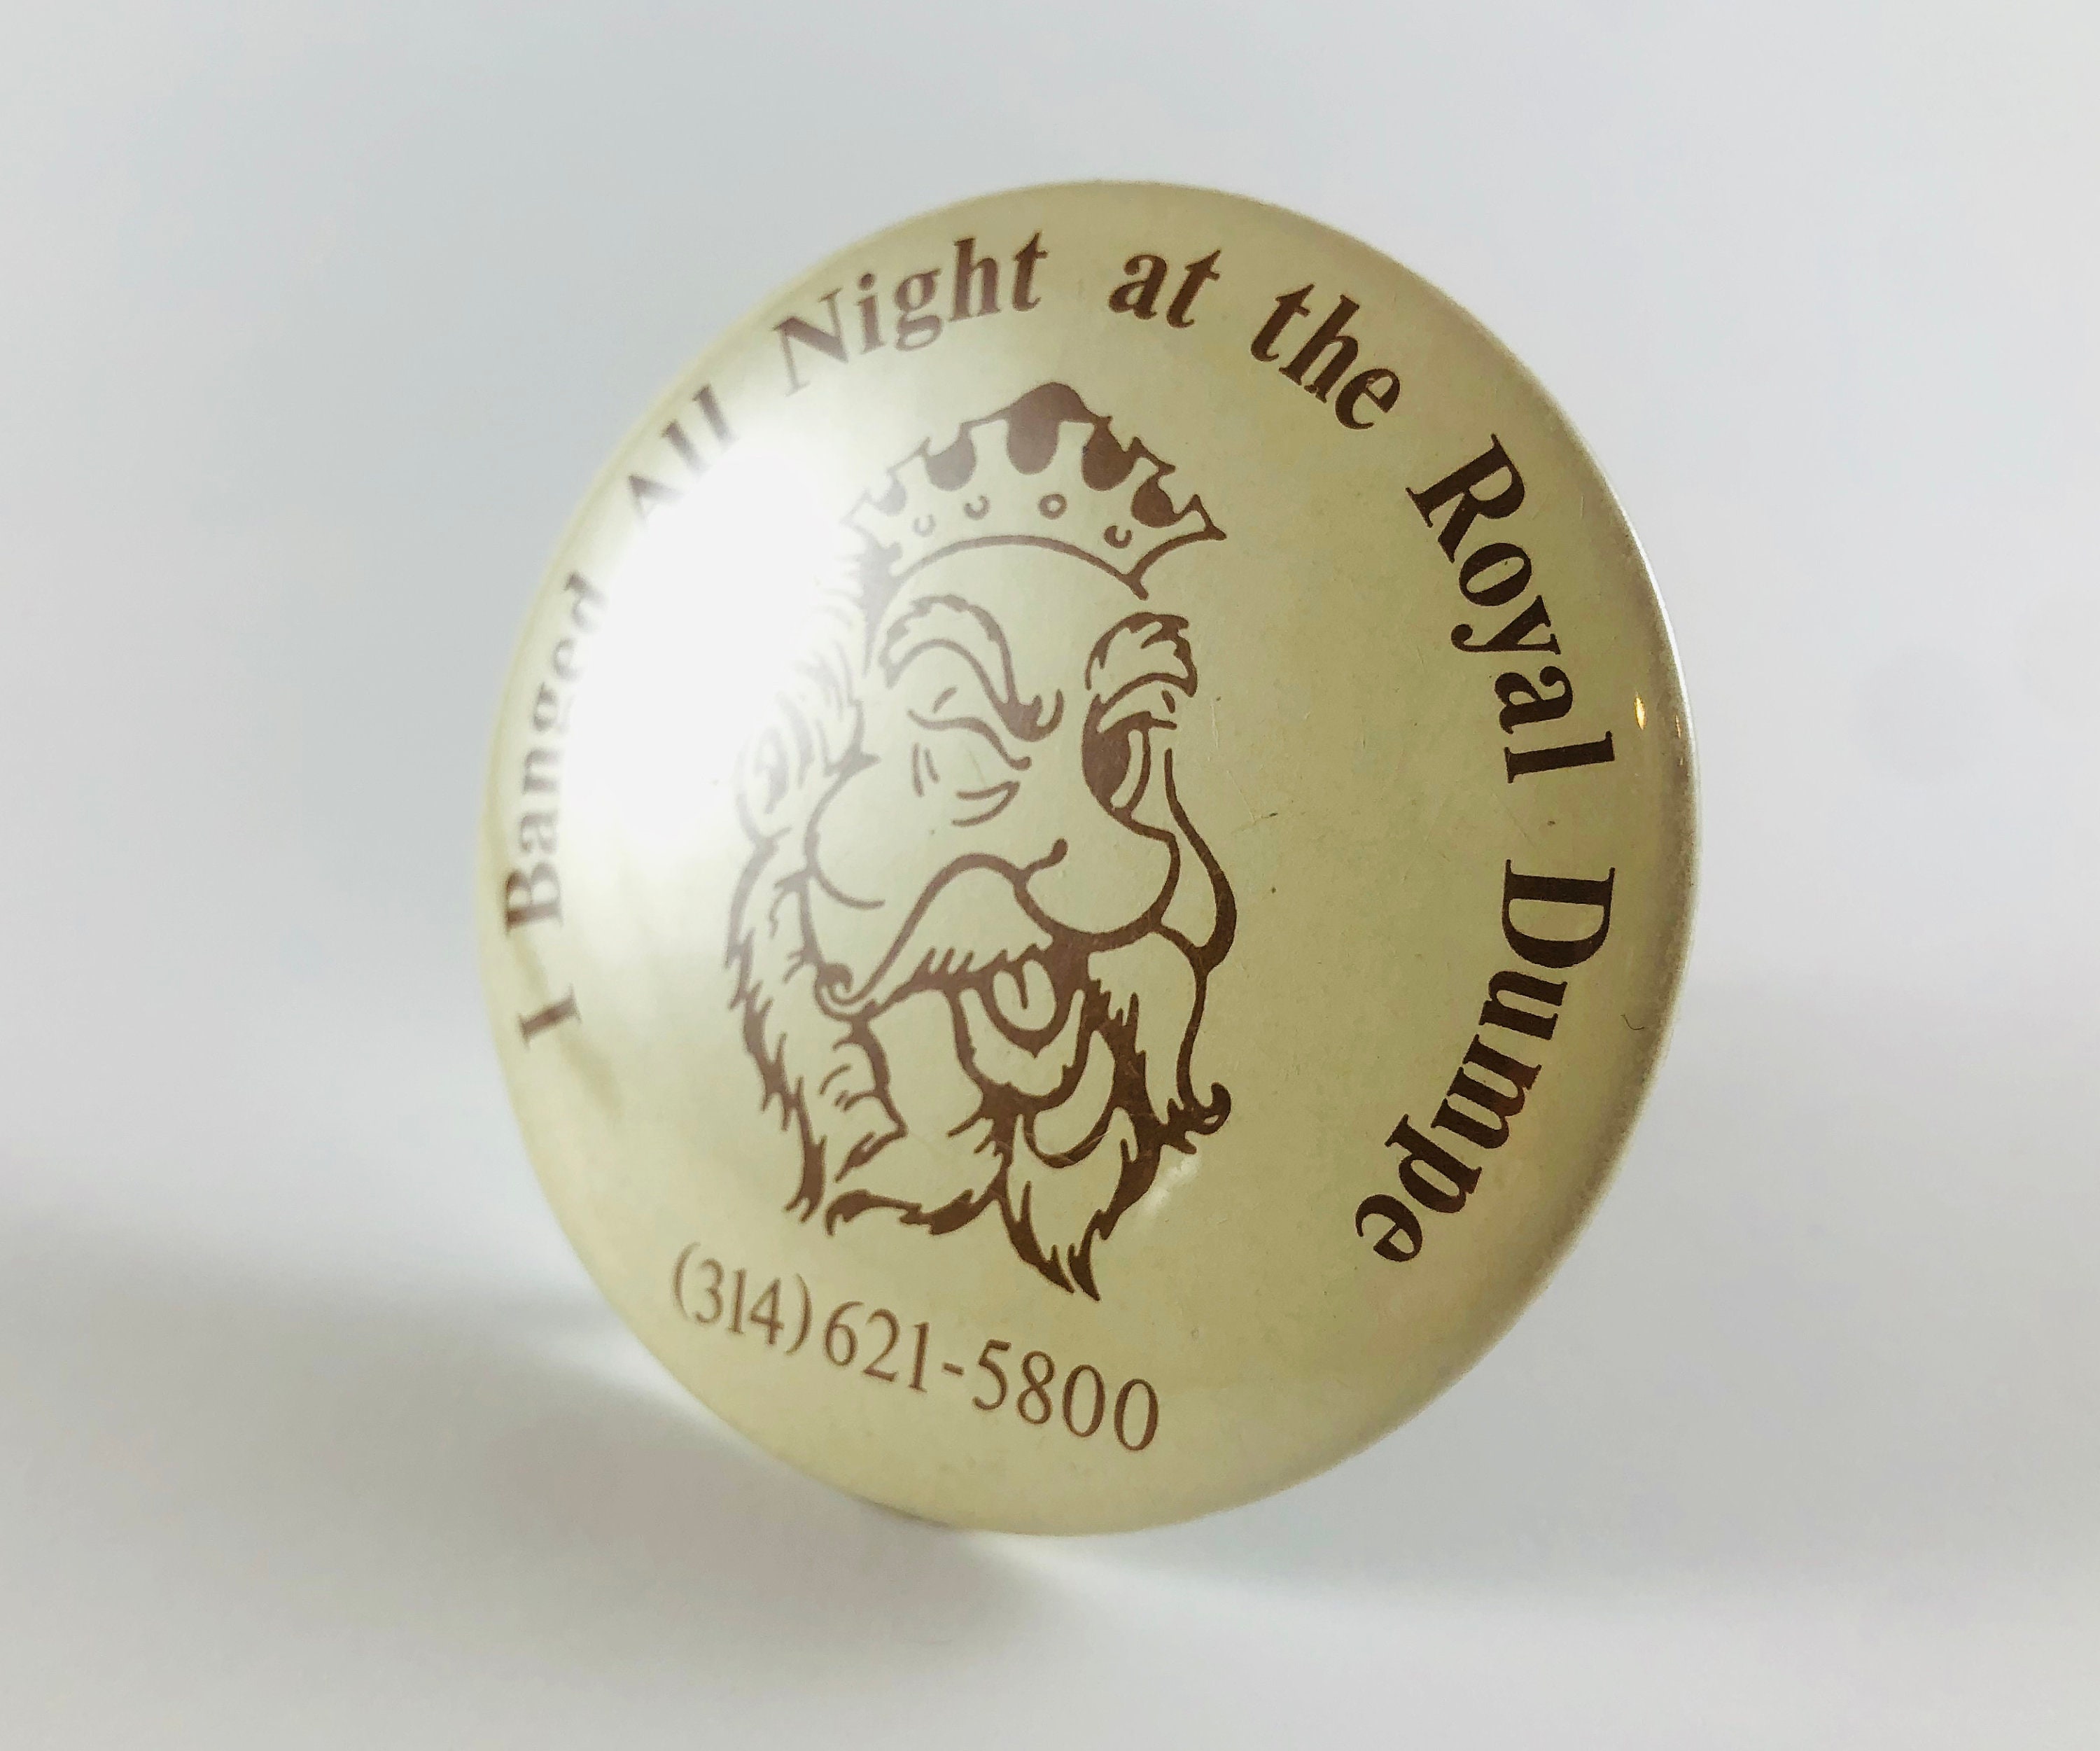 I Banged All Night at the Royal Dumpe
(314) 621-5800